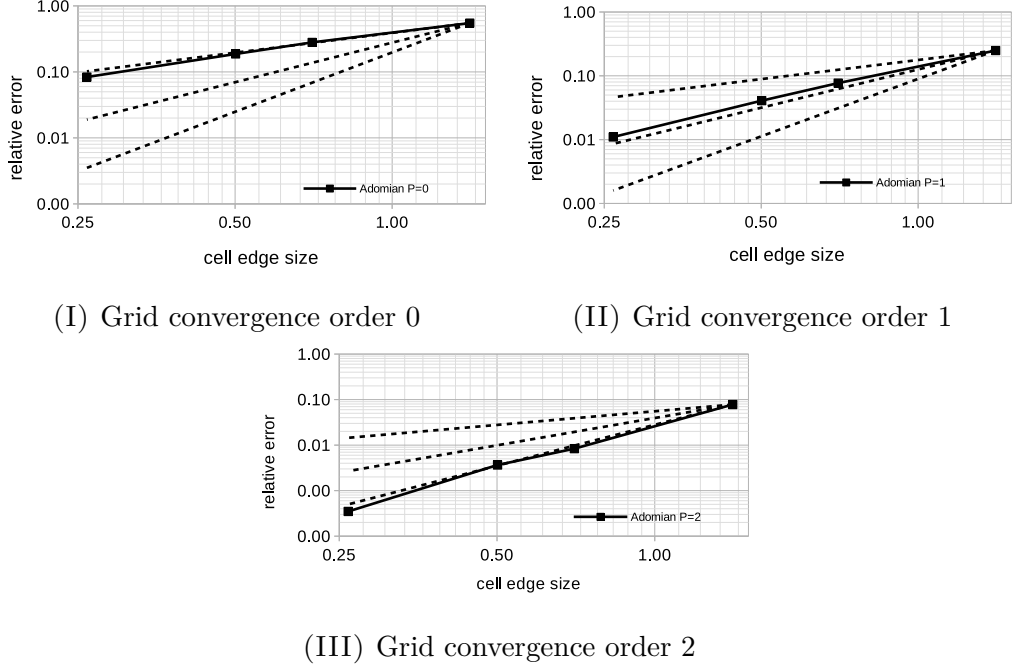 1.00
0.10
0.01
0.00
relative error
0.25
0.50
1.00
cell edge size
Adomian P=0
(I) Grid convergence order 0
1.00
0.10
0.01
0.00
relative error
0.25
0.50
1.00
cell edge size
Adomian P=1
(II) Grid convergence order 1
1.00
0.10
0.01
0.00
0.00
relative error
0.25
0.50
1.00
cell edge size
Adomian P=2
(III) Grid convergence order 2